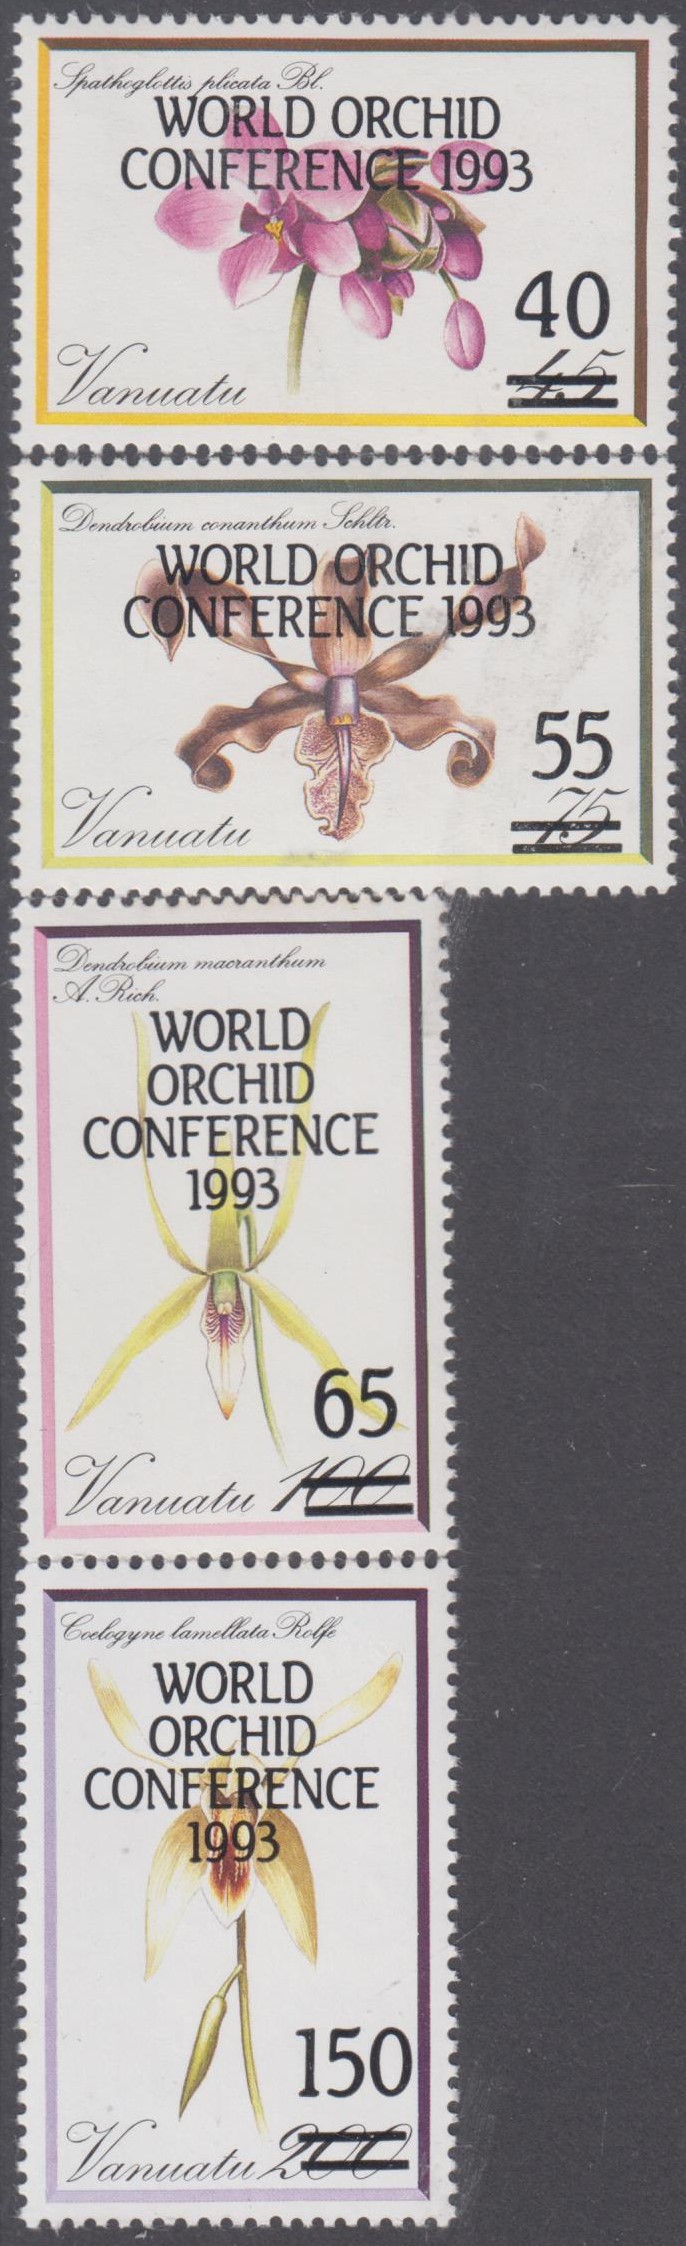 Spathoglottis plicata Bl.
WORLD ORCHID
CONFERENCE 1993
40
Vanuatu 45
Dendrobium conanthum Schltr.
WORLD ORCHID
CONFERENCE 1993
55
Vanuatu 75
Dendrobium macranthum
A. Rich.
WORLD
ORCHID
CONFERENCE
1993
65
Vanuatu 100
Coelogyne lamellata Rolfe
WORLD
ORCHID
CONFERENCE
1993
150
Vanuatu 200